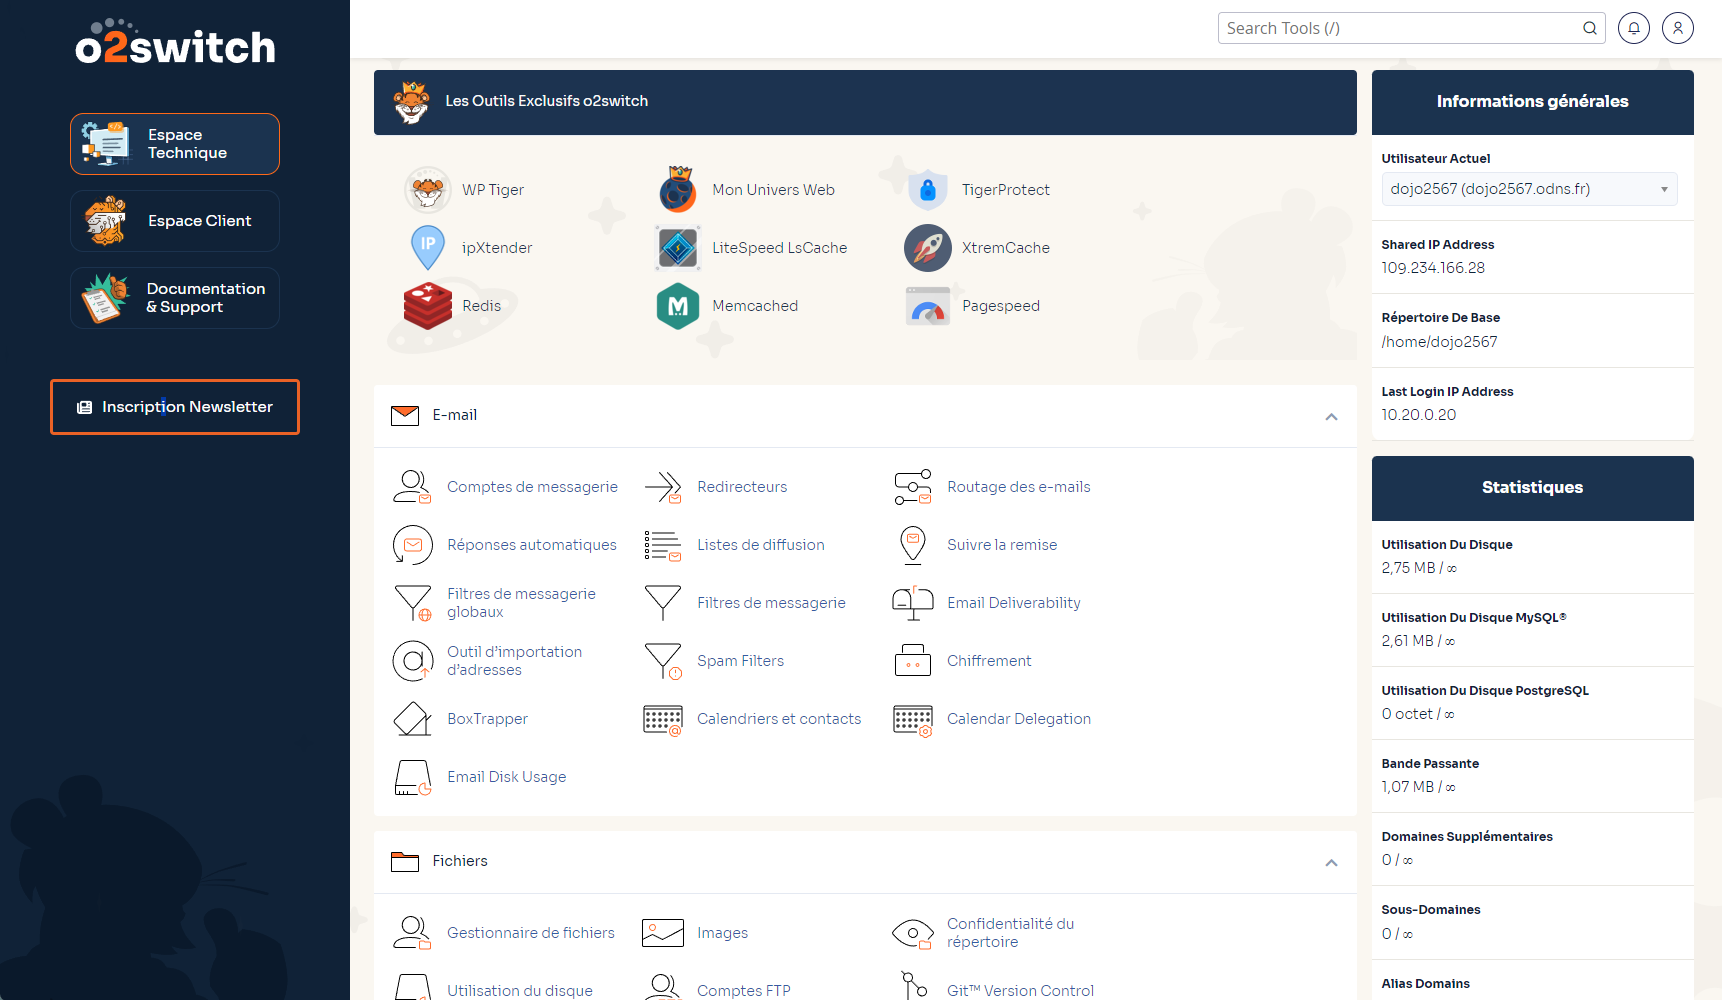 o2switch
Espace
Technique
Espace Client
Documentation
& Support
Inscription Newsletter
Search Tools (/)
Les Outils Exclusifs o2switch
WP Tiger
Mon Univers Web
TigerProtect
IP
ipXtender
LiteSpeed LsCache
XtremCache
Redis
M
Memcached
Pagespeed
E-mail
Comptes de messagerie
Redirecteurs
Routage des e-mails
Réponses automatiques
Listes de diffusion
Suivre la remise
Filtres de messagerie
globaux
Filtres de messagerie
Email Deliverability
Outil d’importation
d’adresses
Spam Filters
Chiffrement
BoxTrapper
Calendriers et contacts
Calendar Delegation
Email Disk Usage
Fichiers
Gestionnaire de fichiers
Images
Confidentialité du
répertoire
Utilisation du disque
Comptes FTP
Git™ Version Control
Informations générales
Utilisateur Actuel
dojo2567 (dojo2567.odns.fr)
Shared IP Address
109.234.166.28
Répertoire De Base
/home/dojo2567
Last Login IP Address
10.20.0.20
Statistiques
Utilisation Du Disque
2,75 MB / ∞
Utilisation Du Disque MySQL®
2,61 MB / ∞
Utilisation Du Disque PostgreSQL
0 octet / ∞
Bande Passante
1,07 MB / ∞
Domaines Supplémentaires
0 / ∞
Sous-Domaines
0 / ∞
Alias Domains